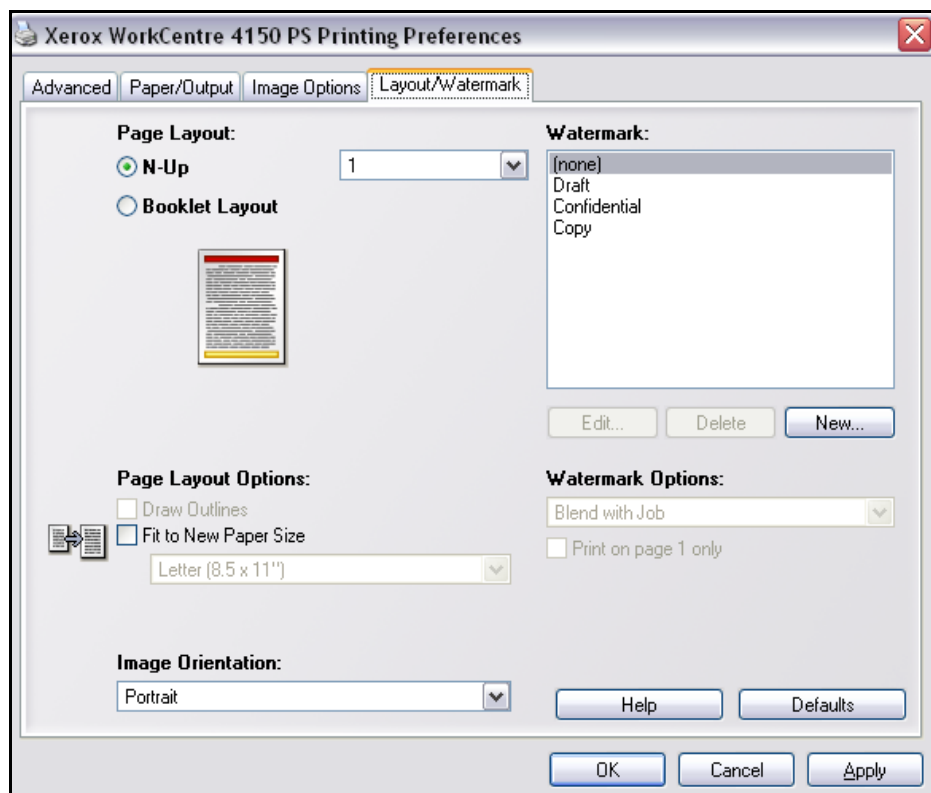 Xerox WorkCentre 4150 PS Printing Preferences
Advanced Paper/Output Image Options Layout/Watermark
Page Layout:
N-Up 1
Booklet Layout
Watermark:
(none)
Draft
Confidential
Copy
Edit... Delete New...
Page Layout Options:
Draw Outlines
Fit to New Paper Size
Letter (8.5 x 11")
Watermark Options:
Blend with Job
Print on page 1 only
Image Orientation:
Portrait
Help Defaults
OK Cancel Apply